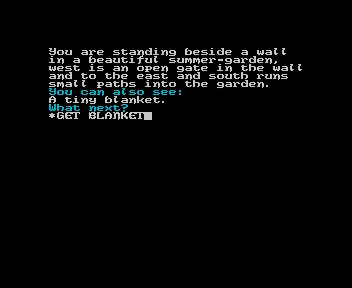 You are standing beside a wall
in a beautiful summer-garden,
west is an open gate in the wall
and to the east and south runs
small paths into the garden.
You can also see:
A tiny blanket.
What next?
*GET BLANKET